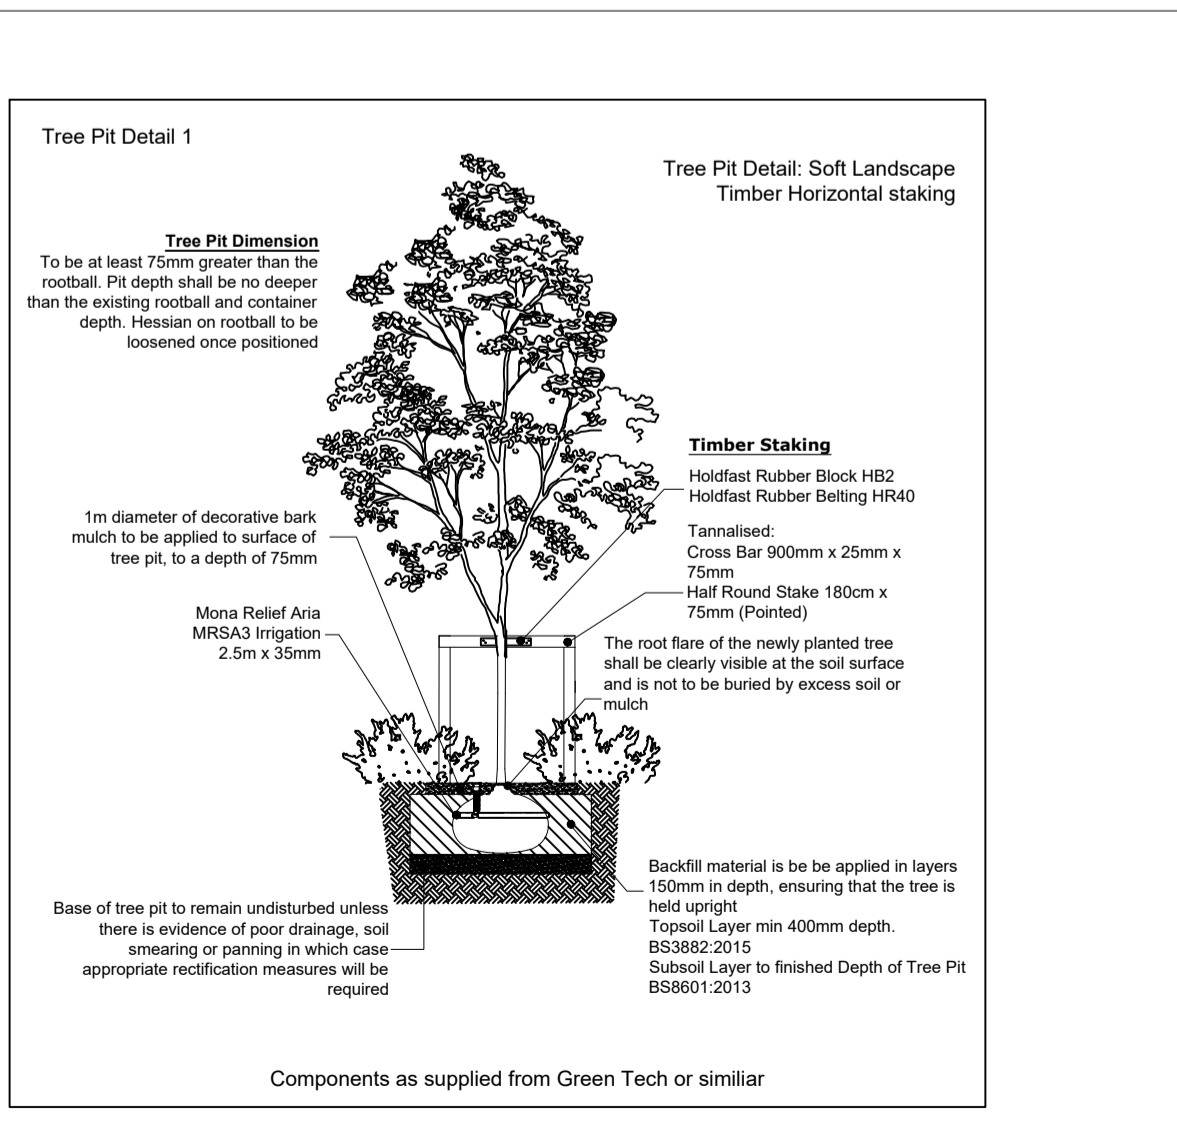 Tree Pit Detail 1
Tree Pit Detail: Soft Landscape
Timber Horizontal staking
Tree Pit Dimension
To be at least 75mm greater than the
rootball. Pit depth shall be no deeper
than the existing rootball and container
depth. Hessian on rootball to be
loosened once positioned
Timber Staking
Holdfast Rubber Block HB2
Holdfast Rubber Belting HR40
Tannalised:
Cross Bar 900mm x 25mm x
75mm
Half Round Stake 180cm x
75mm (Pointed)
1m diameter of decorative bark
mulch to be applied to surface of
tree pit, to a depth of 75mm
Mona Relief Aria
MRSA3 Irrigation
2.5m x 35mm
The root flare of the newly planted tree
shall be clearly visible at the soil surface
and is not to be buried by excess soil or
mulch
Backfill material is be be applied in layers
150mm in depth, ensuring that the tree is
held upright
Topsoil Layer min 400mm depth.
BS3882:2015
Subsoil Layer to finished Depth of Tree Pit
BS8601:2013
Base of tree pit to remain undisturbed unless
there is evidence of poor drainage, soil
smearing or panning in which case
appropriate rectification measures will be
required
Components as supplied from Green Tech or similiar